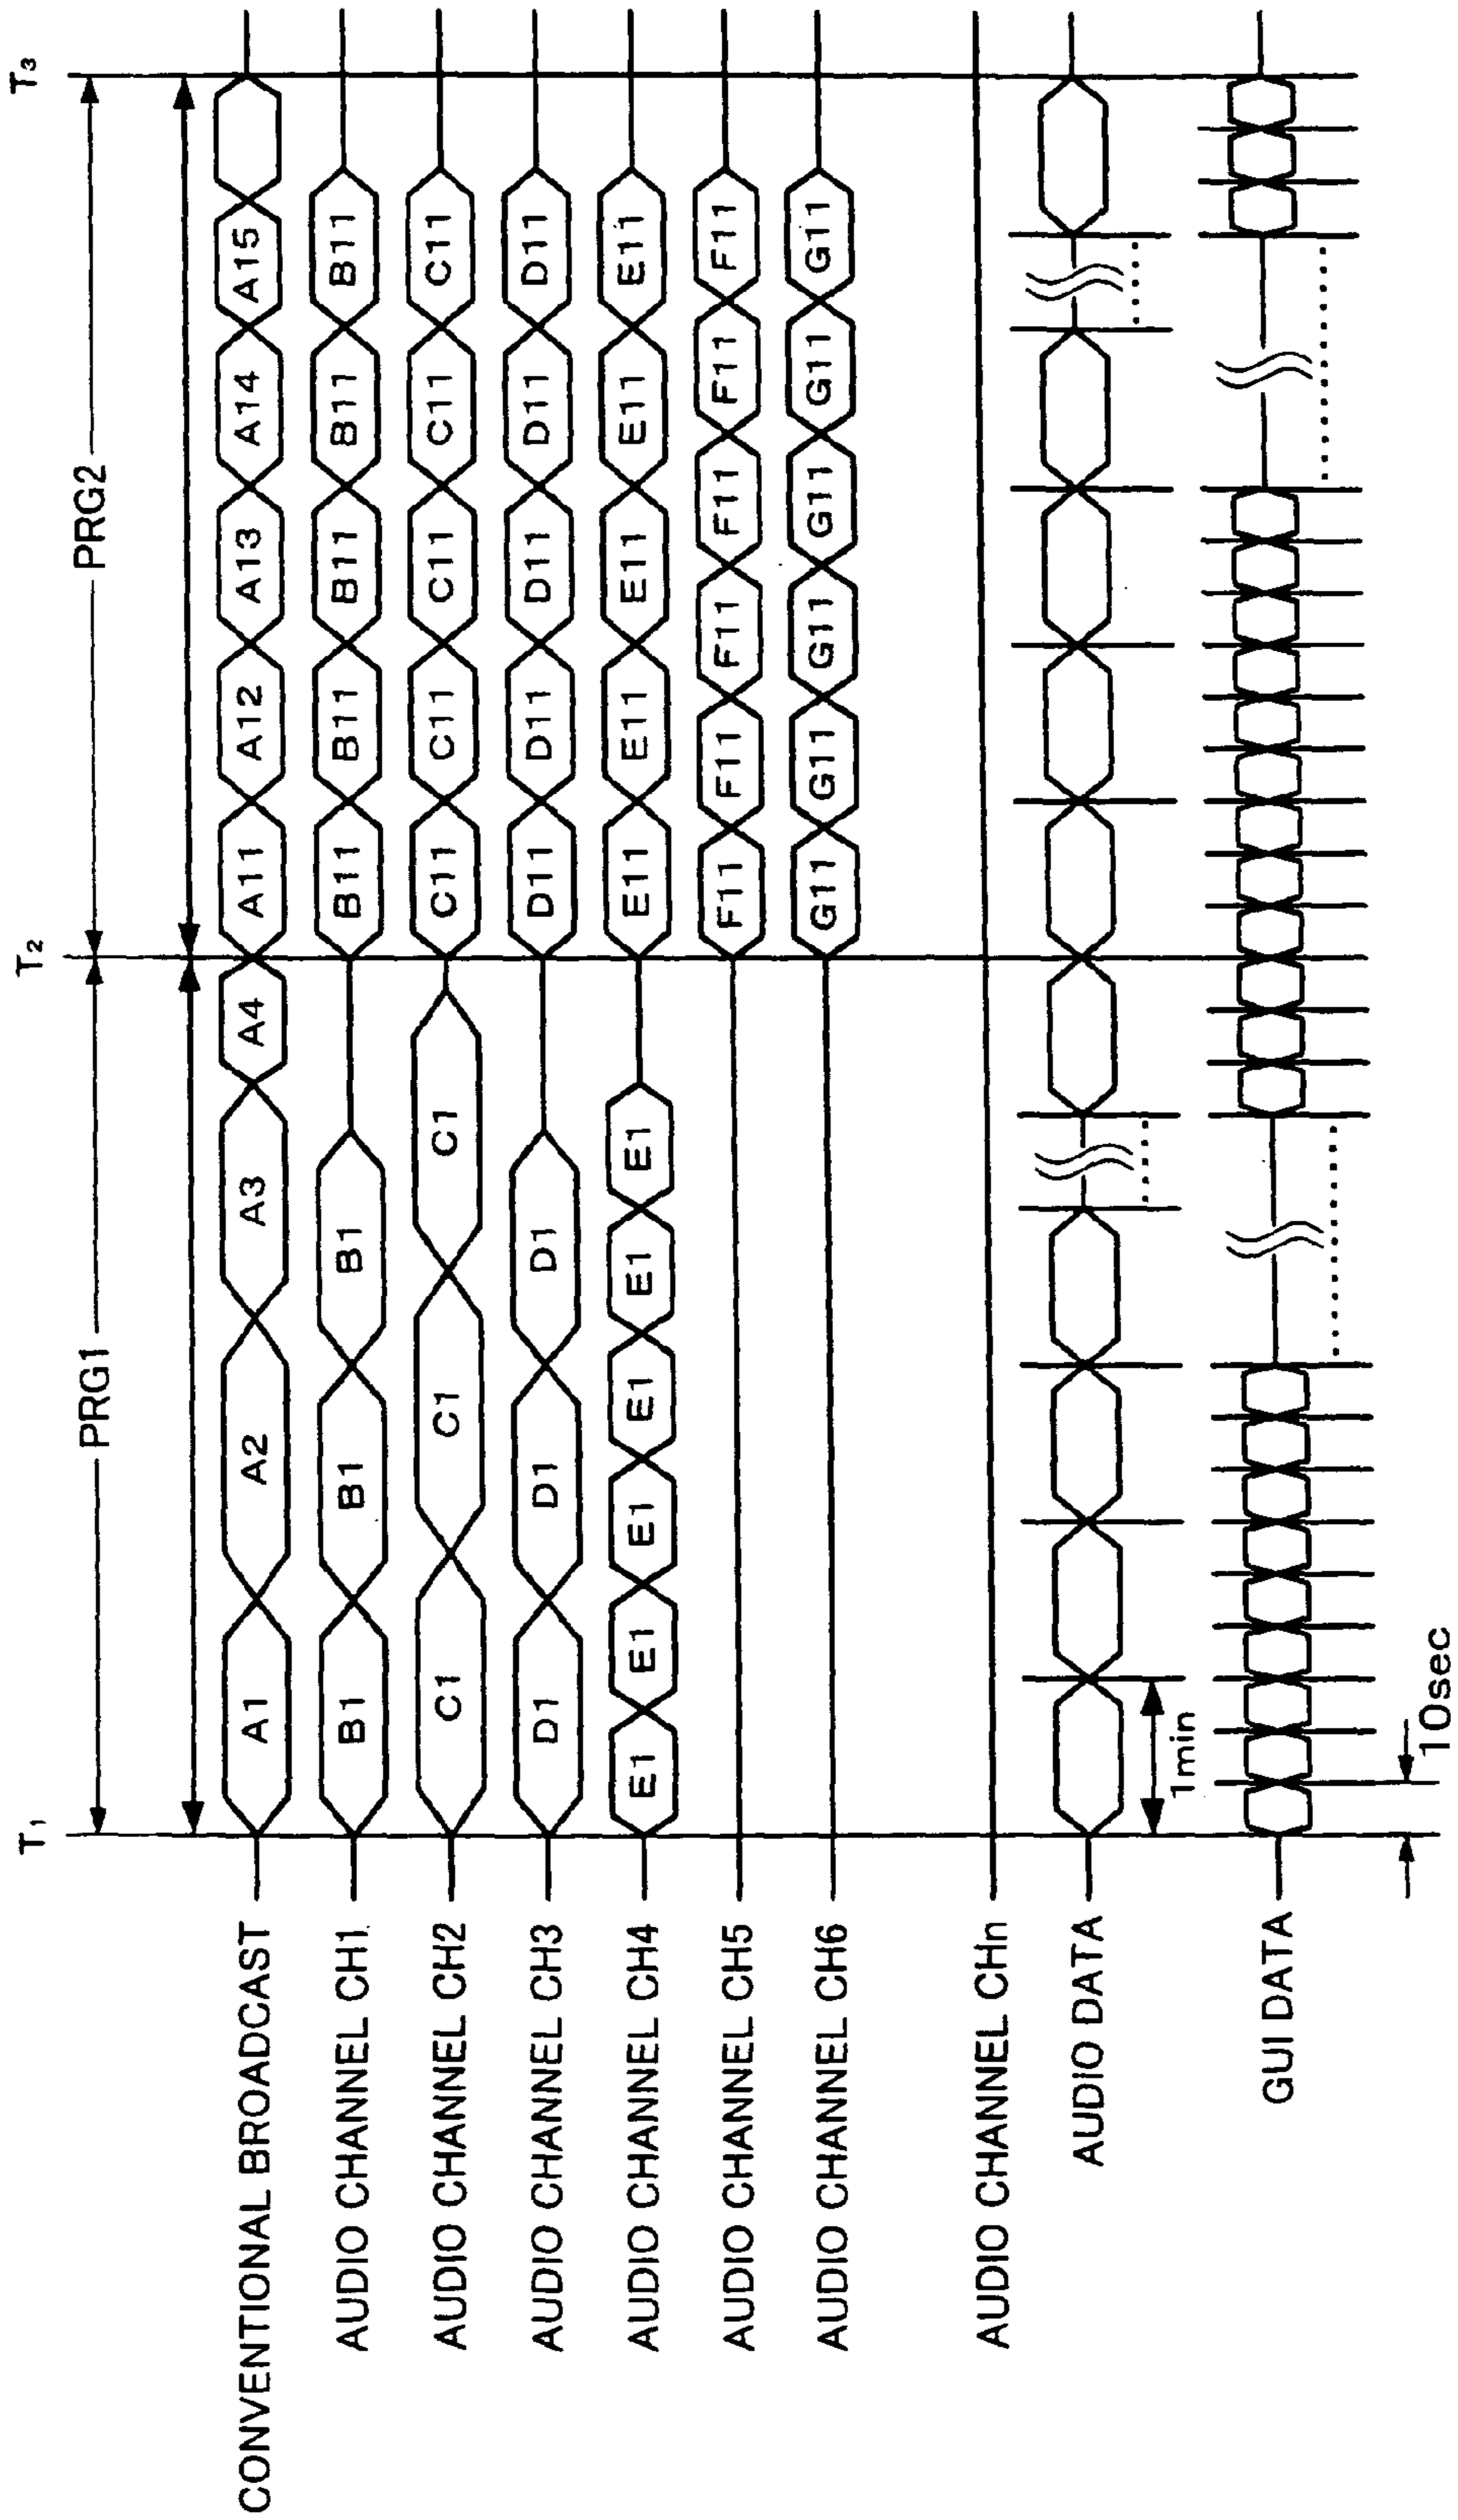 T1 T2 T3
PRG1 PRG2
CONVENTIONAL BROADCAST A1 A2 A3 A4 A11 A12 A13 A14 A15
AUDIO CHANNEL CH1 B1 B1 B1 B11 B11 B11 B11 B11
AUDIO CHANNEL CH2 C1 C1 C1 C11 C11 C11 C11 C11
AUDIO CHANNEL CH3 D1 D1 D1 D11 D11 D11 D11 D11
AUDIO CHANNEL CH4 E1 E1 E1 E1 E1 E1 E11 E11 E11 E11 E11
AUDIO CHANNEL CH5 F11 F11 F11 F11 F11 F11
AUDIO CHANNEL CH6 G11 G11 G11 G11 G11 G11
AUDIO CHANNEL CHn
AUDIO DATA
1min
GUI DATA
10sec